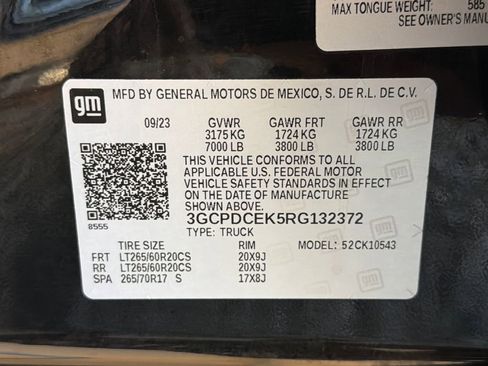 MAX TONGUE WEIGHT: 585
SEE OWNER'S MANU
gm
MFD BY GENERAL MOTORS DE MEXICO, S. DE R.L. DE C.V.
09/23 GVWR GAWR FRT GAWR RR
3175 KG 1724 KG 1724 KG
7000 LB 3800 LB 3800 LB
THIS VEHICLE CONFORMS TO ALL
APPLICABLE U.S. FEDERAL MOTOR
VEHICLE SAFETY STANDARDS IN EFFECT
ON THE DATE OF MANUFACTURE
SHOWN ABOVE.
8555
3GCPDCEK5RG132372
TYPE: TRUCK
TIRE SIZE RIM MODEL: 52CK10543
FRT LT265/60R20CS 20X9J
RR LT265/60R20CS 20X9J
SPA 265/70R17 S 17X8J